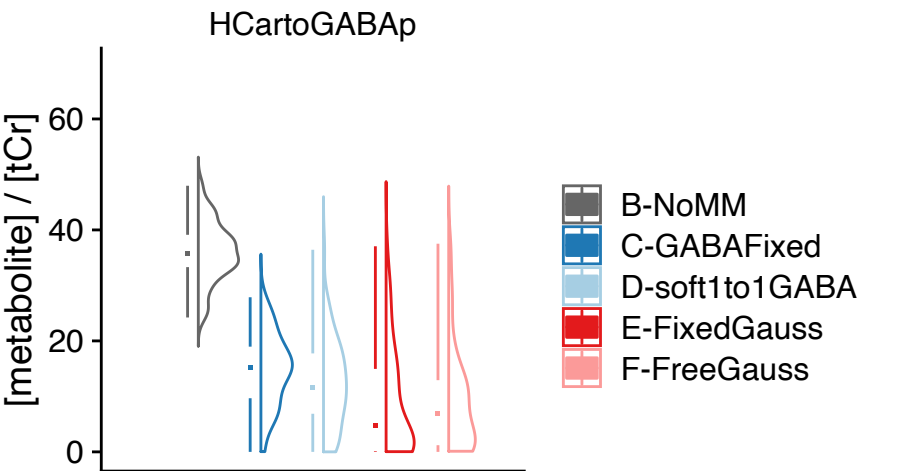 HCartoGABAp
[metabolite] / [tCr]
60
40
20
0
B-NoMM
C-GABAFixed
D-soft1to1GABA
E-FixedGauss
F-FreeGauss